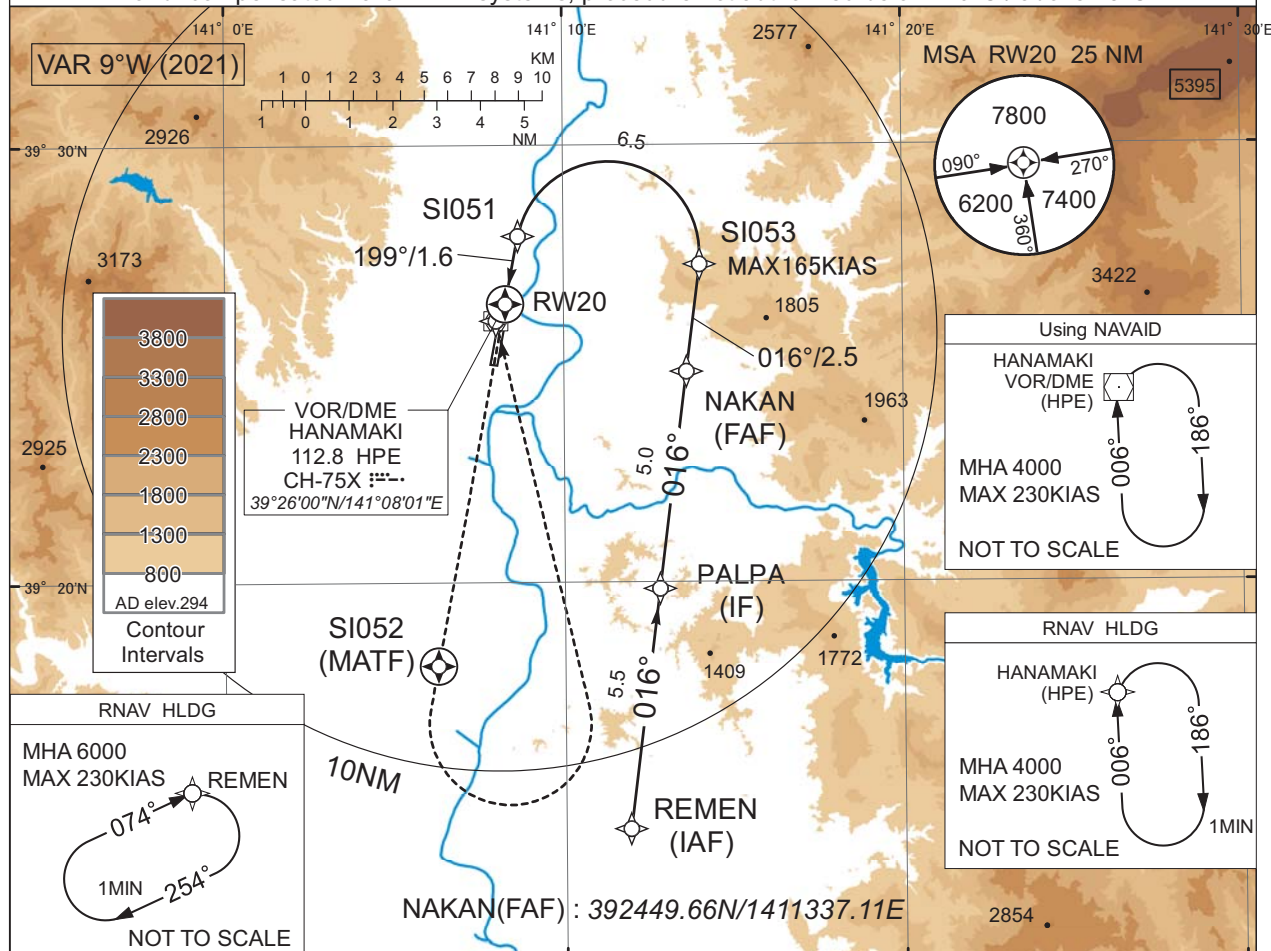 141° 0'E
141° 10'E
141° 20'E
141° 30'E
VAR 9°W (2021)
KM
1 0 1 2 3 4 5 6 7 8 9 10
1 0 1 2 3 4 5
NM
2577
MSA RW20 25 NM
5395
7800
090°
270°
6200
7400
360°
2926
39° 30'N
6.5
SI051
199°/1.6
SI053
MAX165KIAS
3173
RW20
1805
3422
016°/2.5
3800
3300
2800
2300
1800
1300
800
AD elev.294
Contour
Intervals
VOR/DME
HANAMAKI
112.8 HPE
CH-75X
39°26'00"N/141°08'01"E
NAKAN
(FAF)
1963
2925
5.0
016°
Using NAVAID
HANAMAKI
VOR/DME
(HPE)
186°
006°
MHA 4000
MAX 230KIAS
NOT TO SCALE
39° 20'N
PALPA
(IF)
SI052
(MATF)
1409
1772
5.5
016°
RNAV HLDG
HANAMAKI
(HPE)
186°
006°
MHA 4000
MAX 230KIAS
1MIN
NOT TO SCALE
RNAV HLDG
MHA 6000
MAX 230KIAS
REMEN
074°
1MIN
254°
NOT TO SCALE
10NM
REMEN
(IAF)
NAKAN(FAF) : 392449.66N/1411337.11E
2854